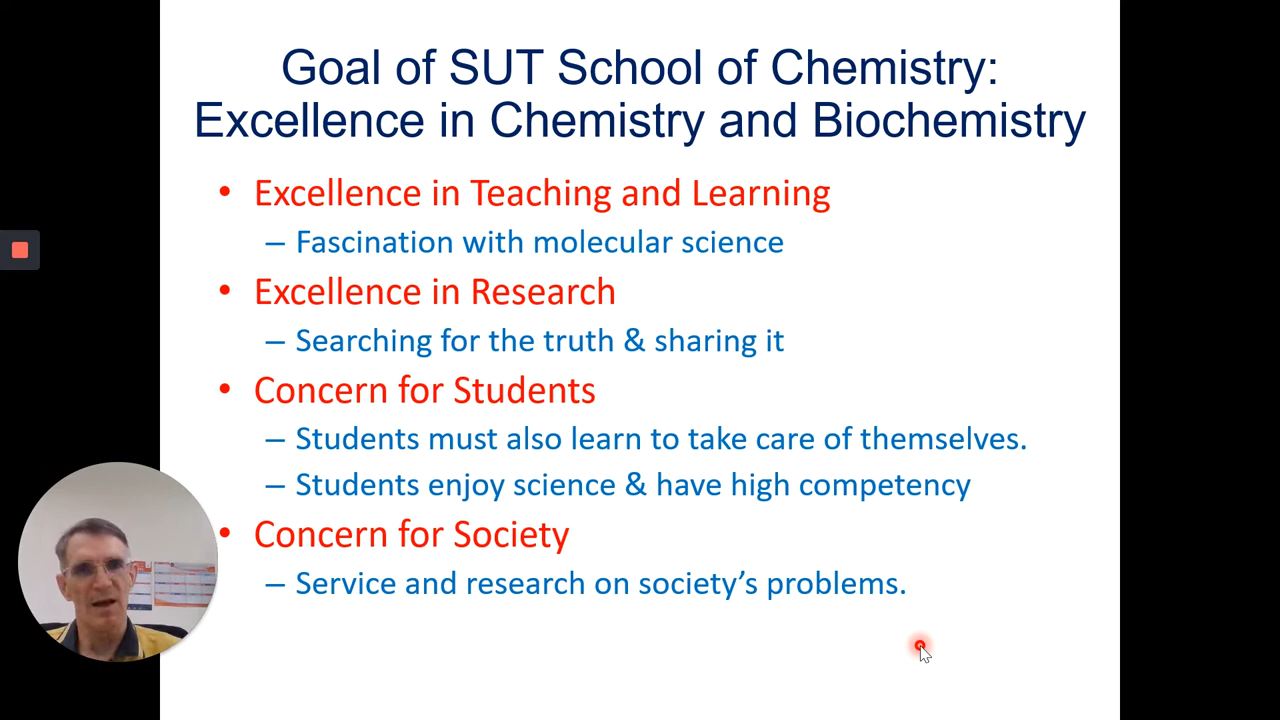 Goal of SUT School of Chemistry:
Excellence in Chemistry and Biochemistry
• Excellence in Teaching and Learning
– Fascination with molecular science
• Excellence in Research
– Searching for the truth & sharing it
• Concern for Students
– Students must also learn to take care of themselves.
– Students enjoy science & have high competency
• Concern for Society
– Service and research on society’s problems.